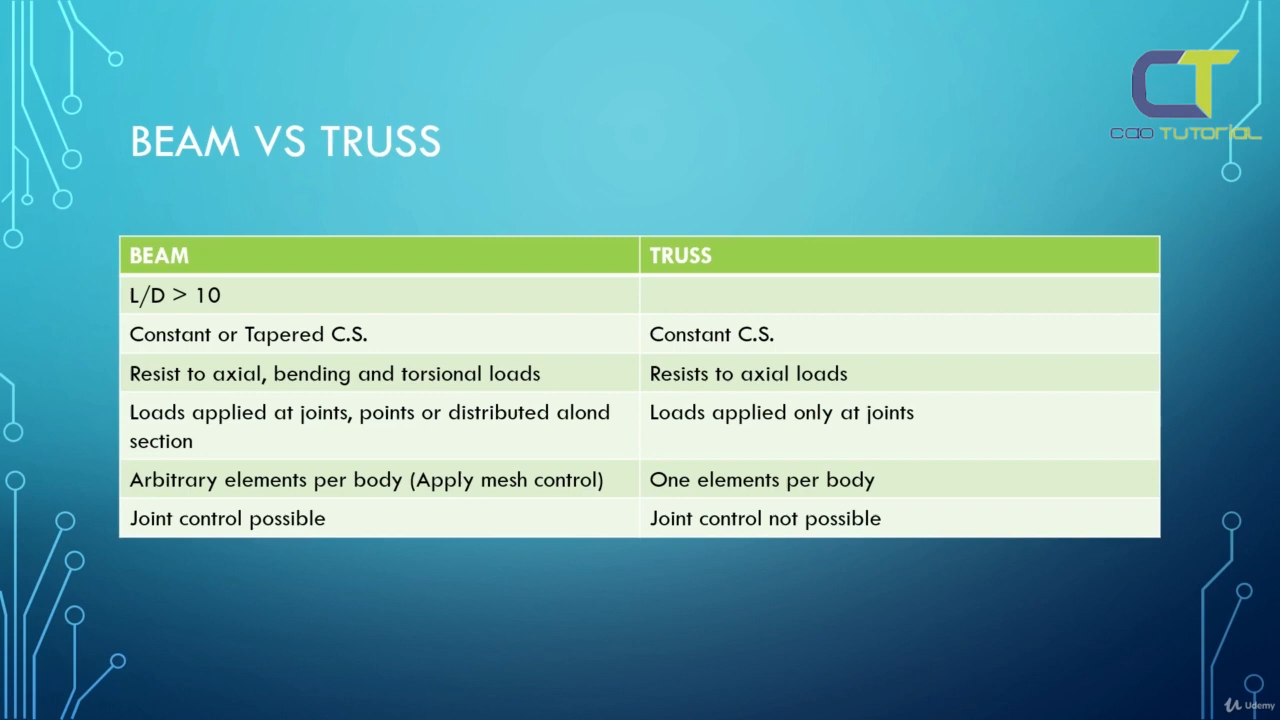 CAD TUTORIAL
BEAM VS TRUSS
BEAM TRUSS
L/D > 10
Constant or Tapered C.S. Constant C.S.
Resist to axial, bending and torsional loads Resists to axial loads
Loads applied at joints, points or distributed alond Loads applied only at joints
section
Arbitrary elements per body (Apply mesh control) One elements per body
Joint control possible Joint control not possible
Udemy